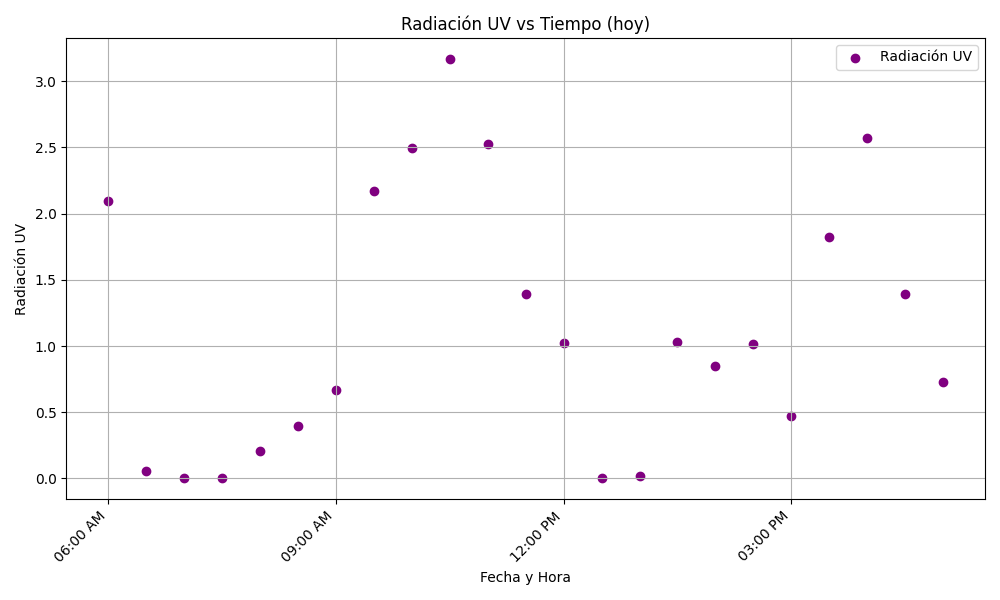 Radiación UV vs Tiempo (hoy)
Radiación UV
3.0
2.5
2.0
1.5
1.0
0.5
0.0
Radiación UV
06:00 AM
09:00 AM
12:00 PM
03:00 PM
Fecha y Hora